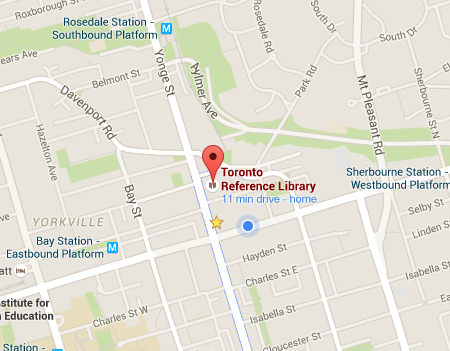 Roxborough St
Rosedale Station -
Southbound Platform
South Dr
South Dr
ears Ave
Belmont St
Yonge St
Aylmer Ave
Park Rd
Mt Pleasant Rd
Sherbourne St N
Davenport Rd
Hazelton Ave
Toronto
Reference Library
11 min drive - home
Sherbourne Station -
Westbound Platform
Bay St
YORKVILLE
Selby St
Linden St
Bay Station -
Eastbound Platform
Hayden St
att
Charles St E
Isabella St
stitute for
n Education
Charles St W
Isabella St
Gloucester St
Station -